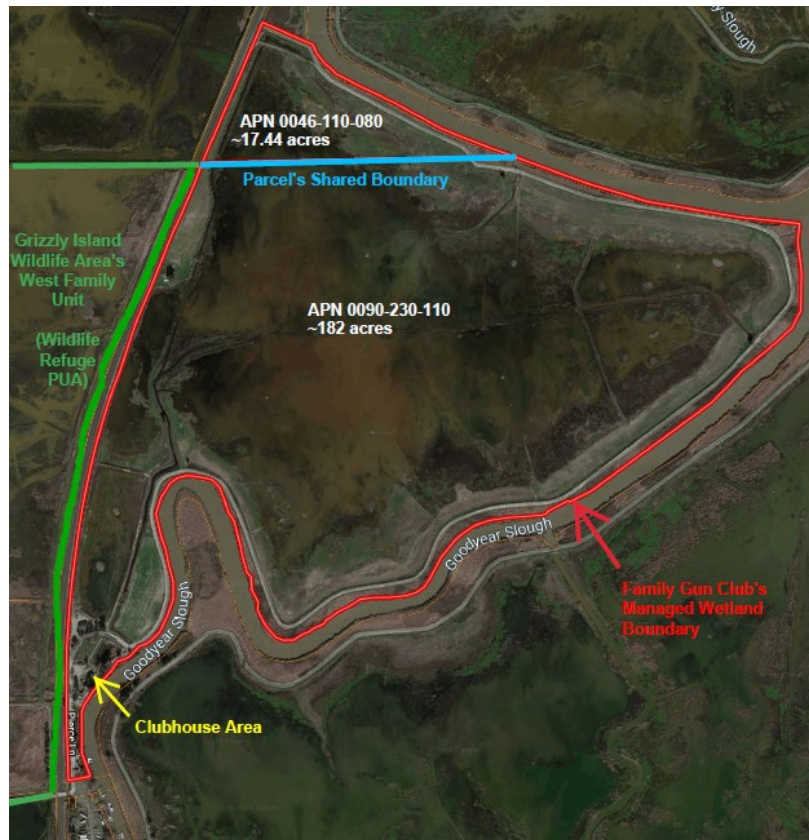 y Slough
APN 0046-110-080
~17.44 acres
Parcel's Shared Boundary
Grizzly Island
Wildlife Area's
West Family
Unit
(Wildlife
Refuge
PUA)
APN 0090-230-110
~182 acres
Goodyear Slough
Family Gun Club's
Managed Wetland
Boundary
Goodyear Slough
Clubhouse Area
Pierce Ln